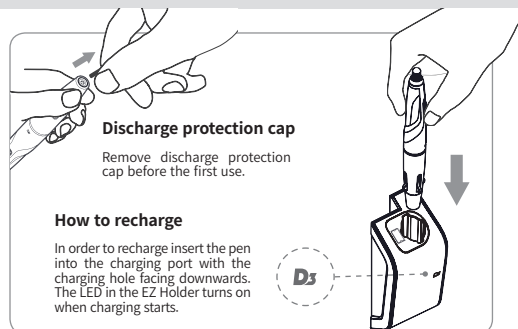 Discharge protection cap
Remove discharge protection
cap before the first use.
How to recharge
In order to recharge insert the pen
into the charging port with the
charging hole facing downwards.
The LED in the EZ Holder turns on
when charging starts.
D3